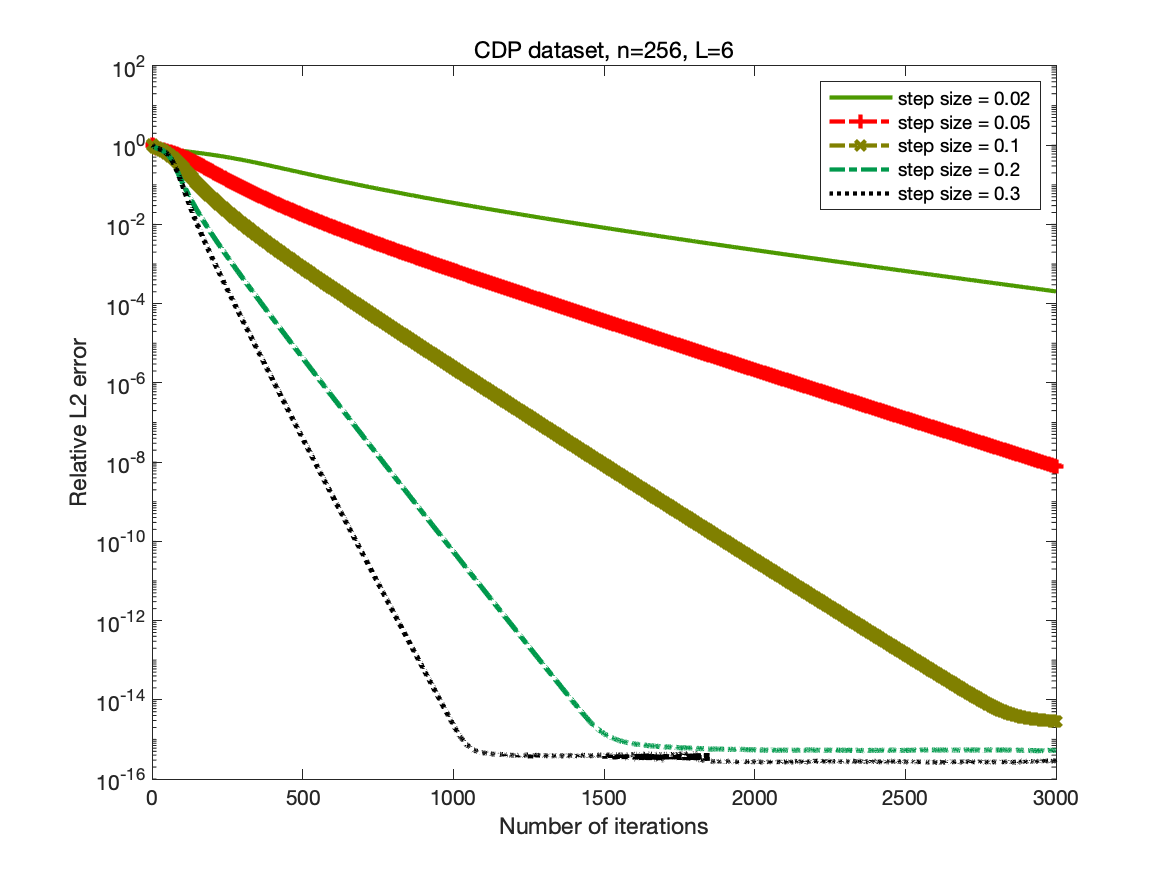 CDP dataset, n=256, L=6
10^2
10^0
10^-2
10^-4
10^-6
10^-8
10^-10
10^-12
10^-14
10^-16
Relative L2 error
step size = 0.02
step size = 0.05
step size = 0.1
step size = 0.2
step size = 0.3
0 500 1000 1500 2000 2500 3000
Number of iterations